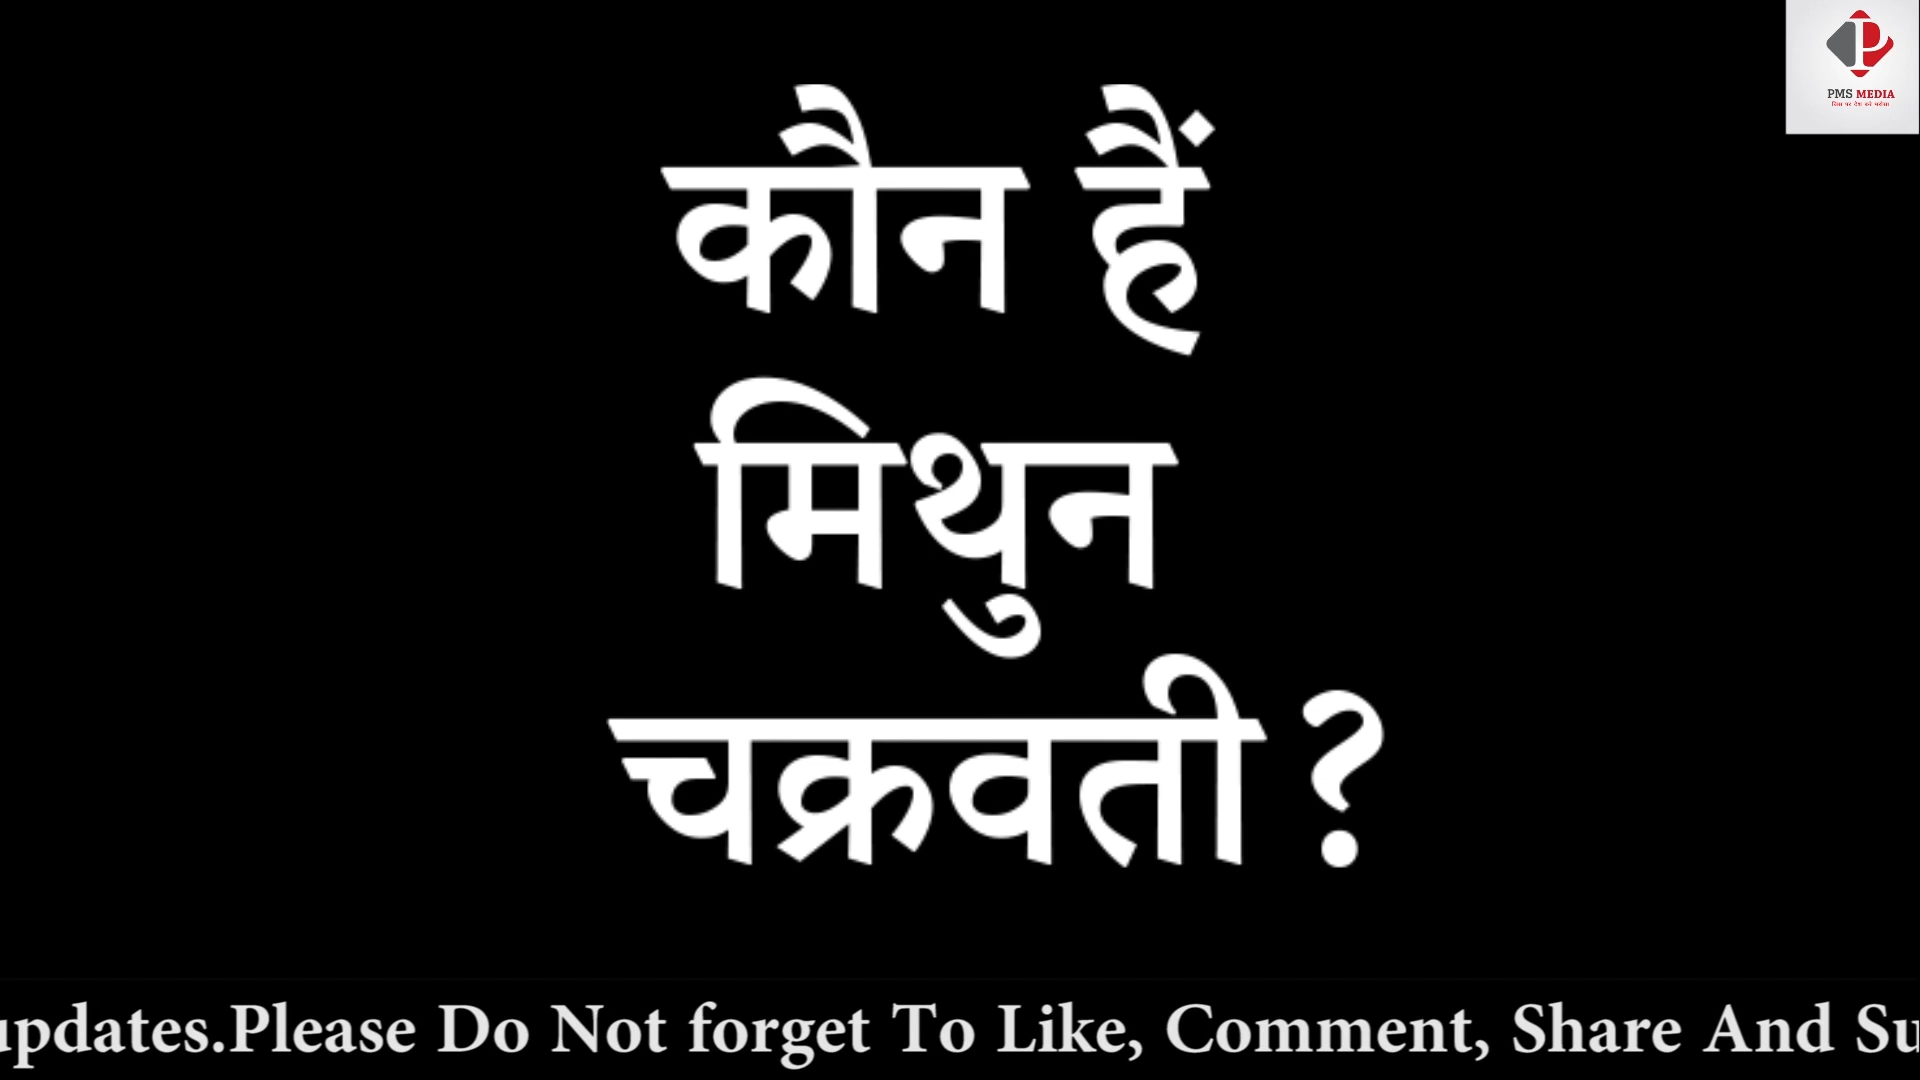 कौन हैं
मिथुन
चक्रवती ?
PMS MEDIA
updates.Please Do Not forget To Like, Comment, Share And Su